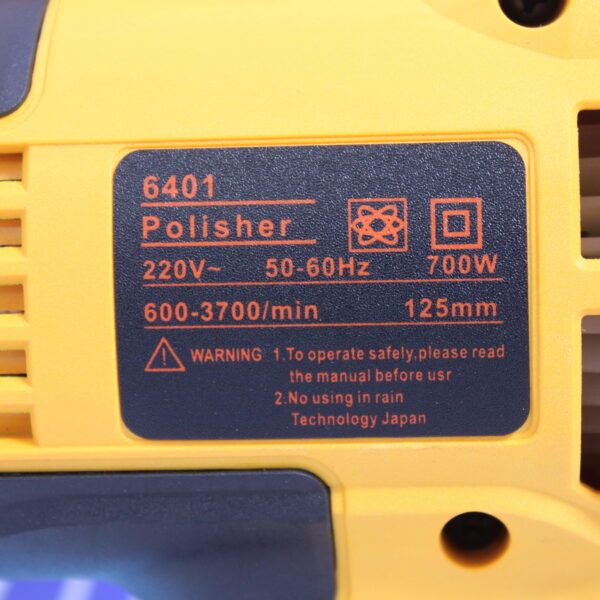 6401
Polisher
220V~ 50-60Hz 700W
600-3700/min 125mm
WARNING 1.To operate safely,please read
the manual before usr
2.No using in rain
Technology Japan